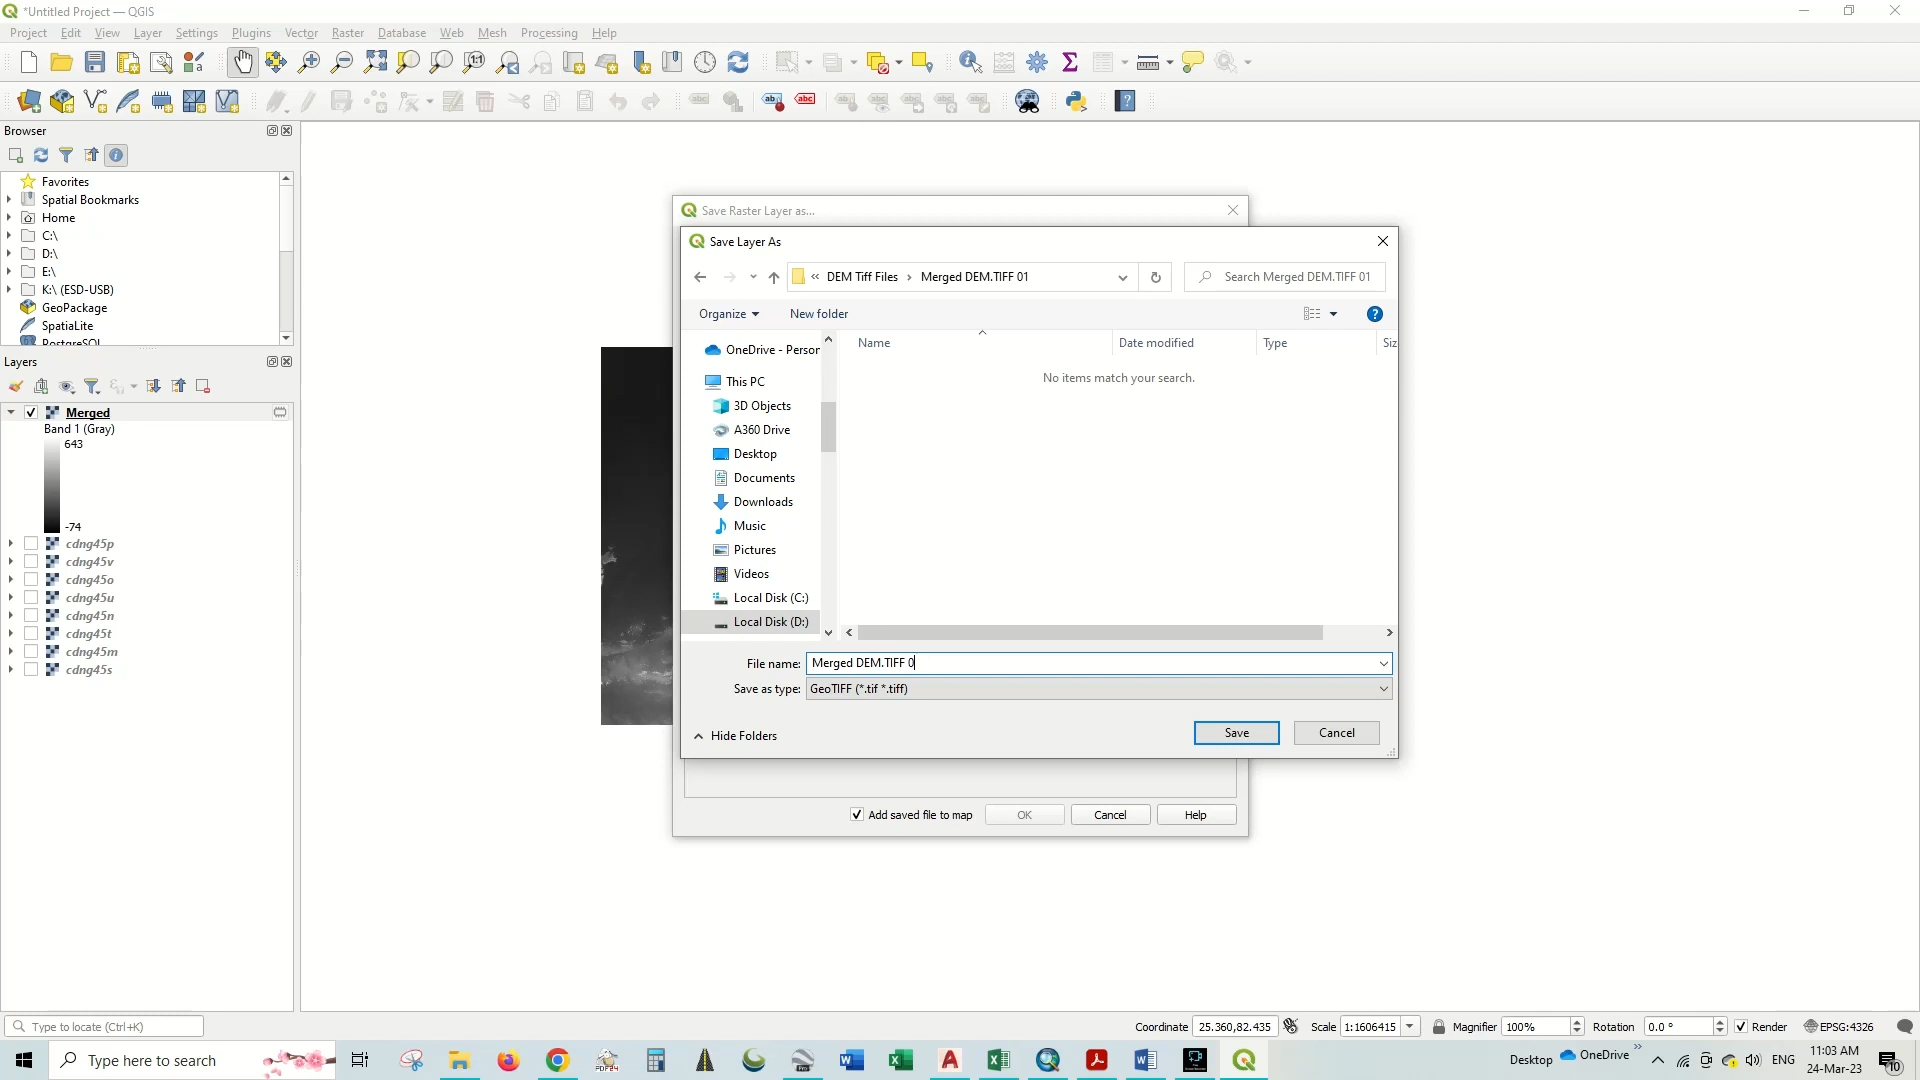 *Untitled Project — QGIS
Project Edit View Layer Settings Plugins Vector Raster Database Web Mesh Processing Help
Browser
Favorites
Spatial Bookmarks
Home
C:\
D:\
E:\
K:\ (ESD-USB)
GeoPackage
SpatiaLite
PostgreSQL
Layers
Merged
Band 1 (Gray)
643
-74
cdng45p
cdng45v
cdng45o
cdng45u
cdng45n
cdng45t
cdng45m
cdng45s
Save Raster Layer as...
Save Layer As
« DEM Tiff Files › Merged DEM.TIFF 01
Search Merged DEM.TIFF 01
Organize New folder
OneDrive - Person
This PC
3D Objects
A360 Drive
Desktop
Documents
Downloads
Music
Pictures
Videos
Local Disk (C:)
Local Disk (D:)
Name Date modified Type Siz
No items match your search.
File name: Merged DEM.TIFF 0
Save as type: GeoTIFF (*.tif *.tiff)
Hide Folders
Save Cancel
Add saved file to map OK Cancel Help
Type to locate (Ctrl+K)
Coordinate 25.360,82.435 Scale 1:1606415 Magnifier 100% Rotation 0.0 ° Render EPSG:4326
Type here to search
Desktop OneDrive » ENG
11:03 AM
24-Mar-23
10